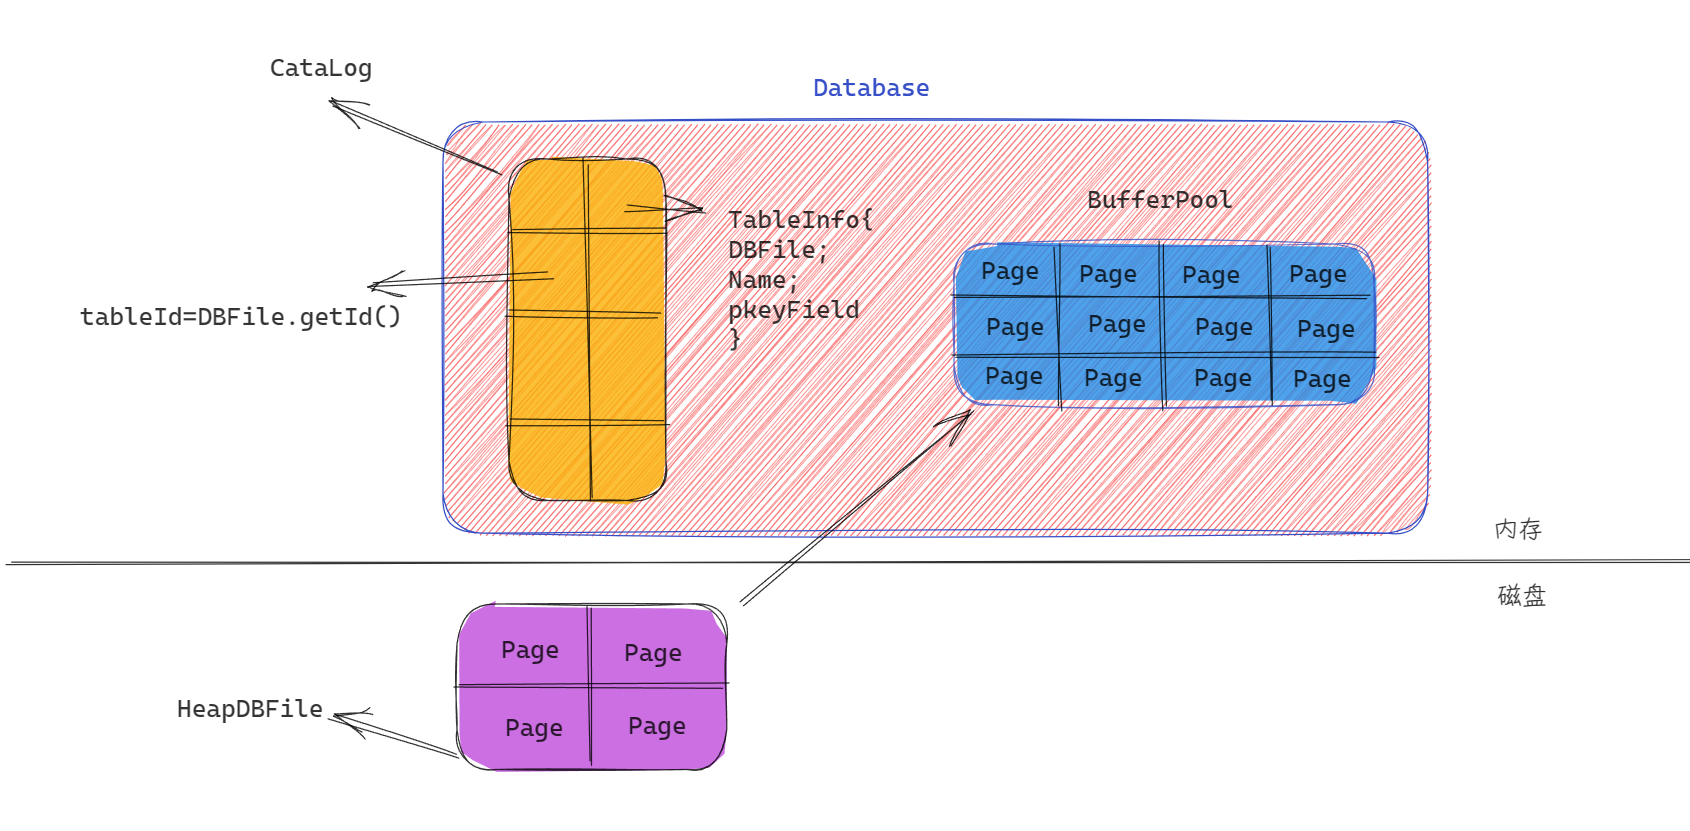 CataLog
Database
BufferPool
TableInfo{
DBFile;
Name;
pkeyField
}
tableId=DBFile.getId()
Page Page Page Page
Page Page Page Page
Page Page Page Page
内存
磁盘
Page Page
Page Page
HeapDBFile